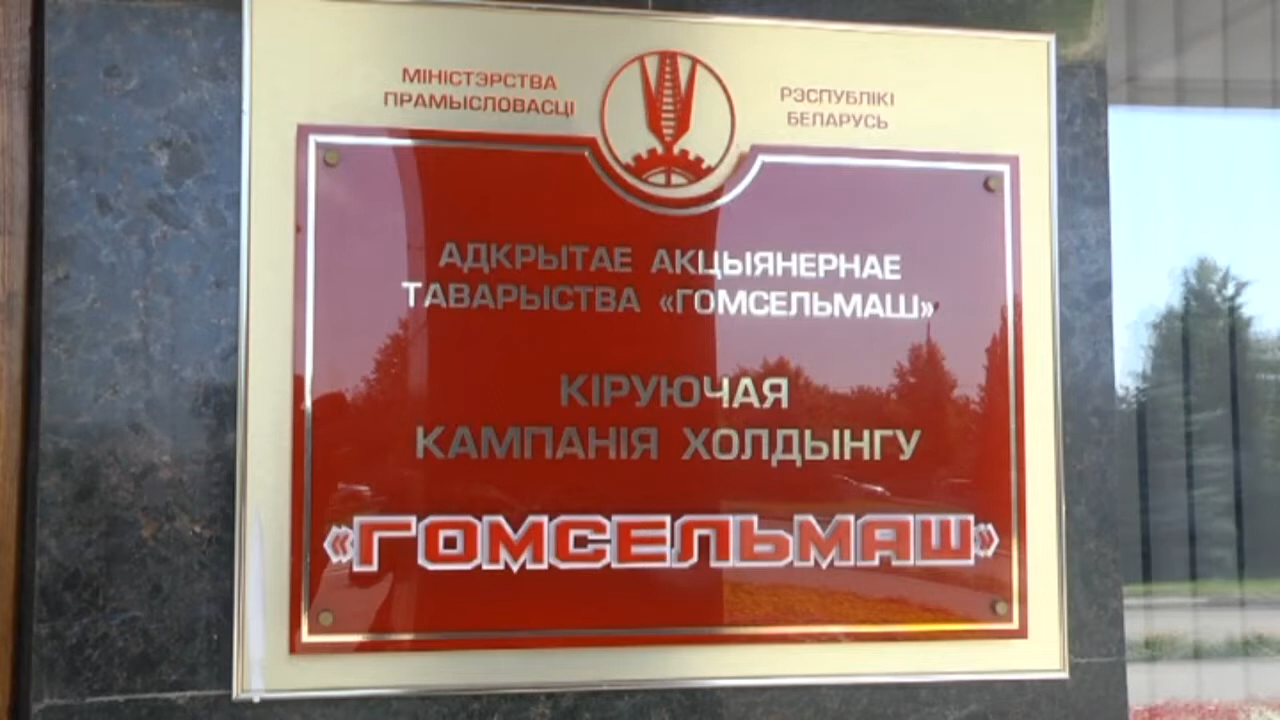 МІНІСТЭРСТВА
ПРАМЫСЛОВАСЦІ
РЭСПУБЛІКІ
БЕЛАРУСЬ
АДКРЫТАЕ АКЦЫЯНЕРНАЕ
ТАВАРЫСТВА «ГОМСЕЛЬМАШ»
КІРУЮЧАЯ
КАМПАНІЯ ХОЛДЫНГУ
«ГОМСЕЛЬМАШ»